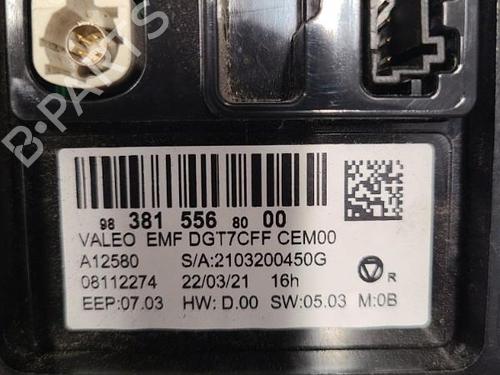 B-PARTS
98 381 556 80 00
VALEO EMF DGT7CFF CEM00
A12580 S/A:2103200450G
08112274 22/03/21 16h
EEP:07.03 HW: D.00 SW:05.03 M:0B
R